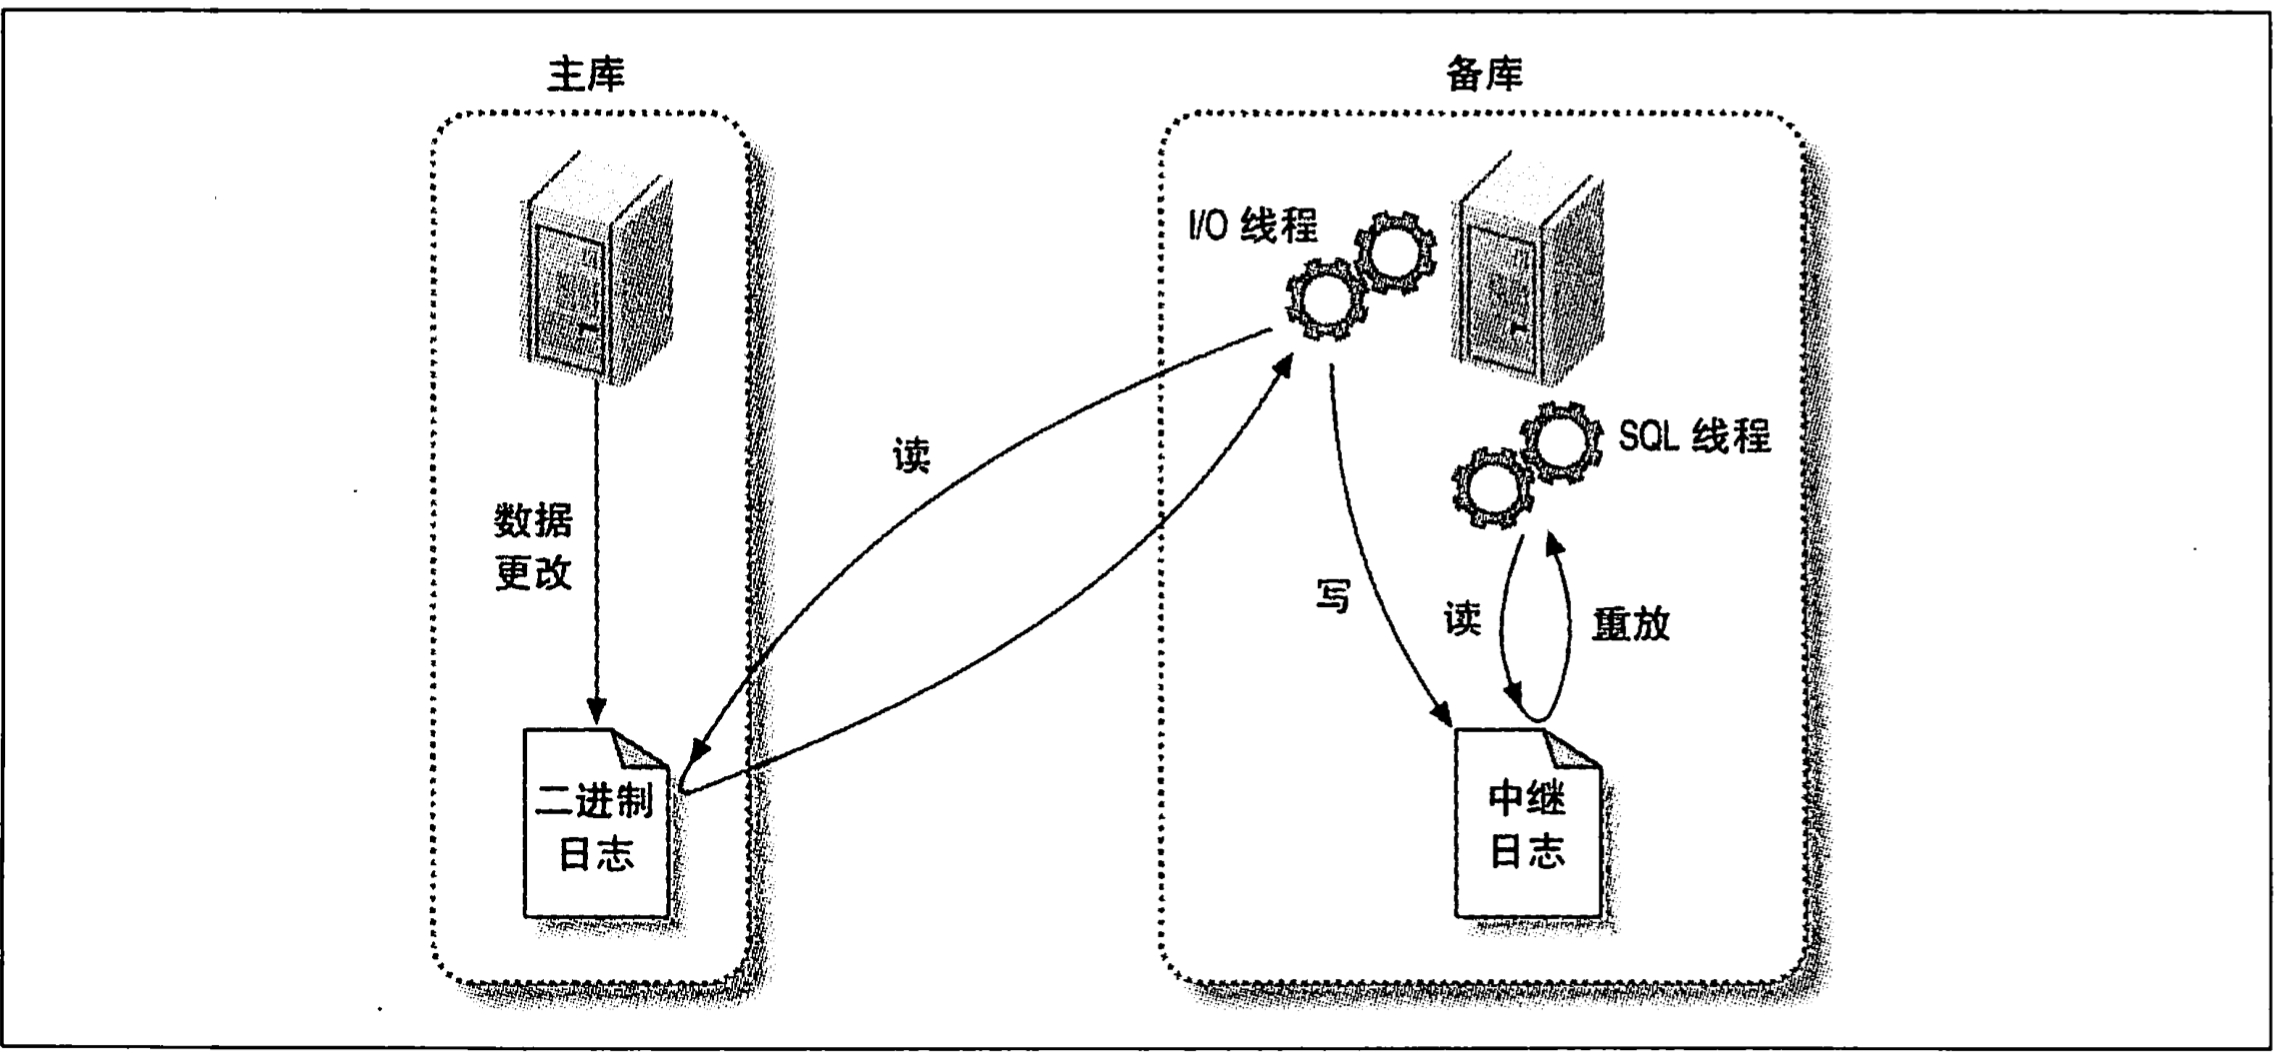 主库
备库
I/O 线程
SQL 线程
读
数据
更改
写
读
重放
二进制
日志
中继
日志